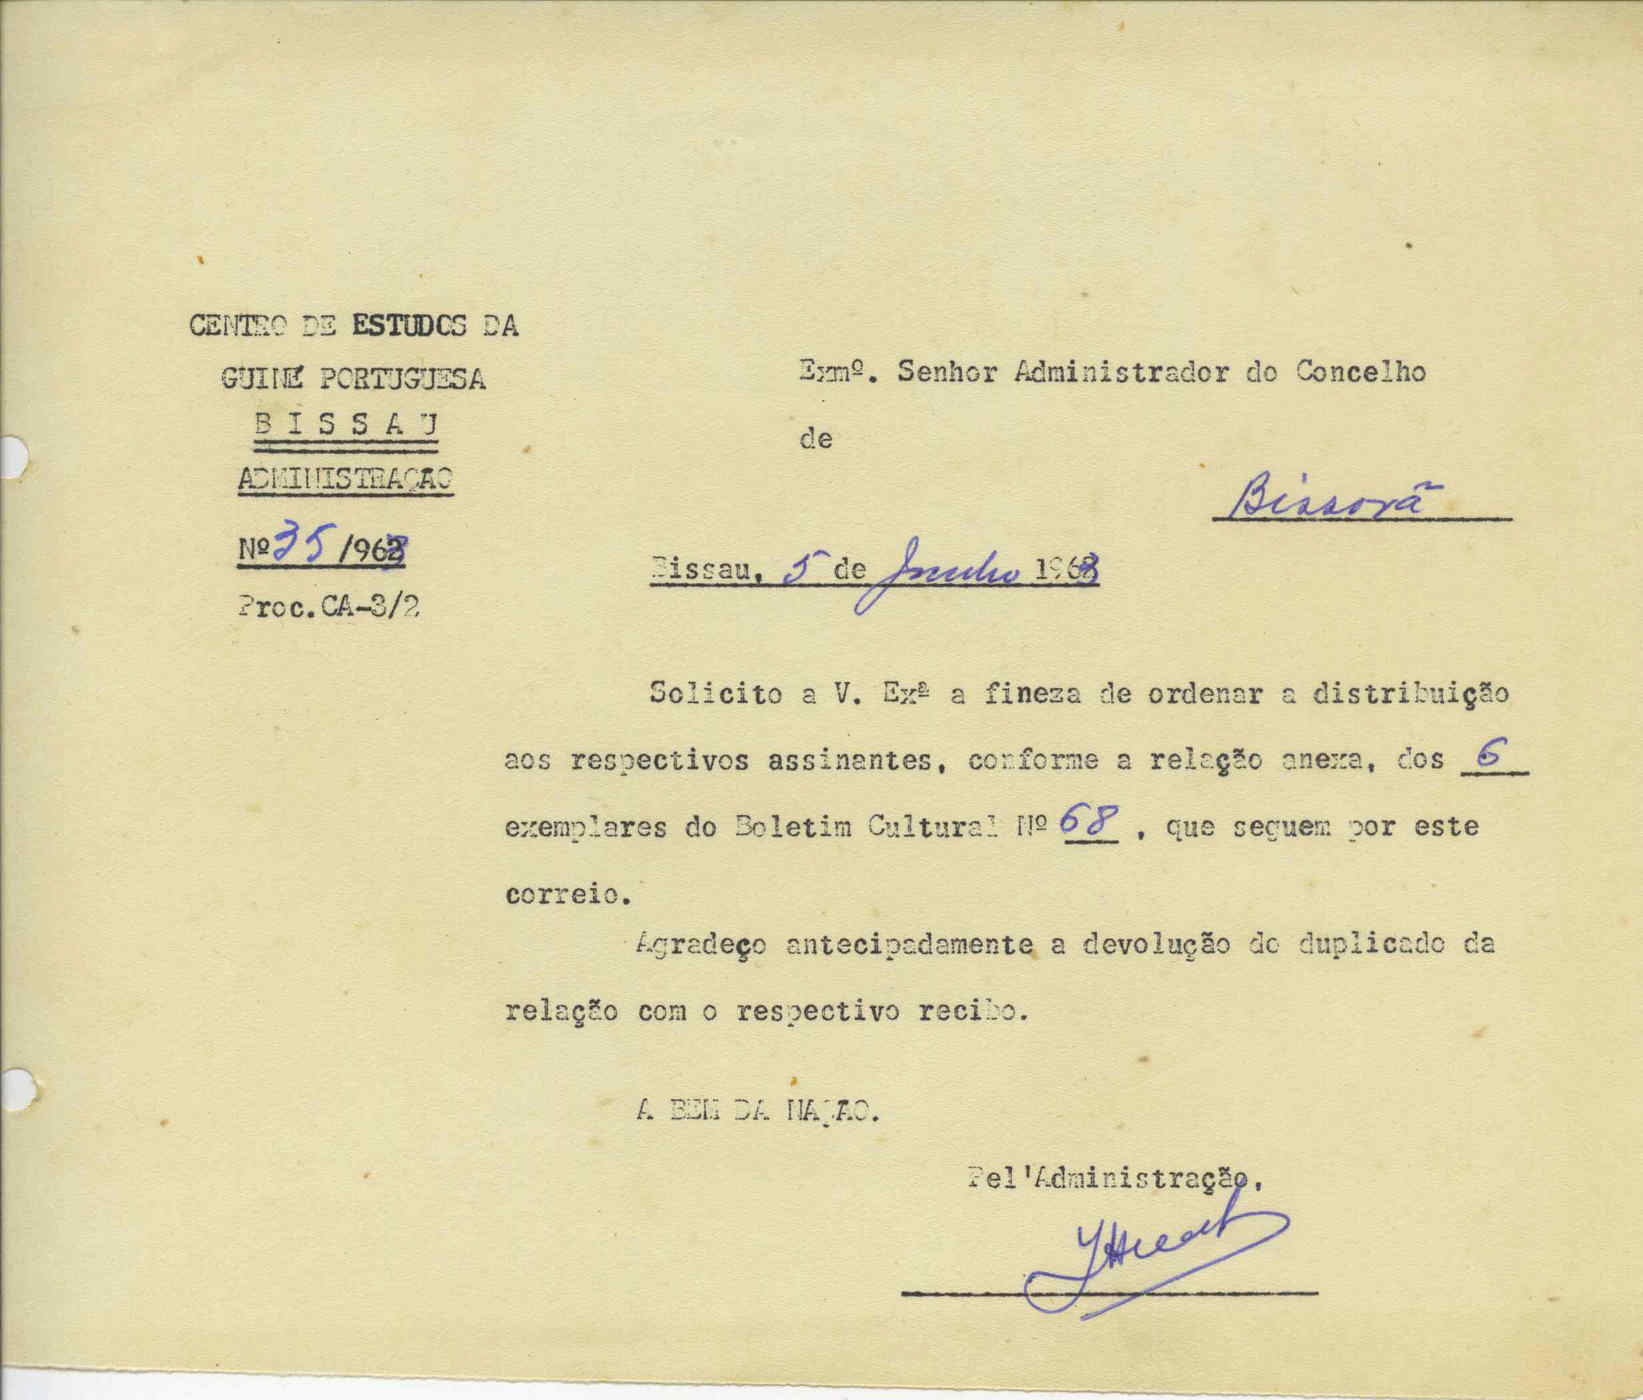 CENTRO DE ESTUDOS DA
GUINÉ PORTUGUESA
B I S S A U
ADMINISTRAÇÃO
Nº 35 /963
Proc.CA-3/2
Exmº. Senhor Administrador do Concelho
de
Bissorã
Bissau, 5 de Junho 1963
Solicito a V. Exª a fineza de ordenar a distribuição
aos respectivos assinantes, conforme a relação anexa, dos 6
exemplares do Boletim Cultural Nº 68 , que seguem por este
correio.
Agradeço antecipadamente a devolução do duplicado da
relação com o respectivo recibo.
A BEM DA NAÇAO.
Pel'Administração,